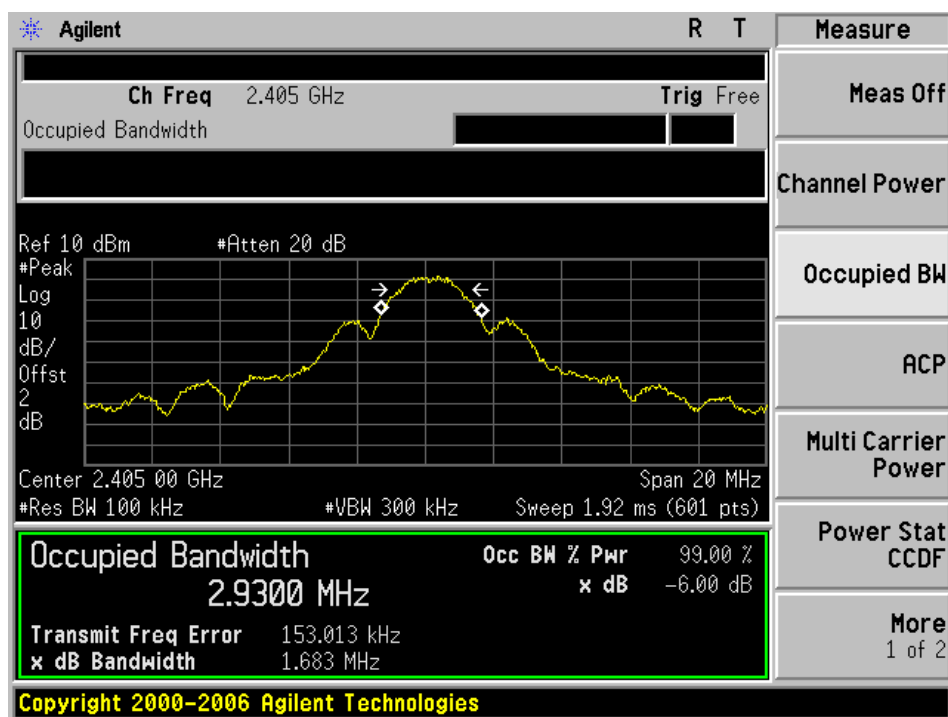 Agilent R T
Measure
Ch Freq 2.405 GHz Trig Free
Occupied Bandwidth
Meas Off
Channel Power
Occupied BW
ACP
Multi Carrier
Power
Power Stat
CCDF
More
1 of 2
Ref 10 dBm #Atten 20 dB
#Peak
Log
10
dB/
Offst
2
dB
Center 2.405 00 GHz Span 20 MHz
#Res BW 100 kHz #VBW 300 kHz Sweep 1.92 ms (601 pts)
Occupied Bandwidth Occ BW % Pwr 99.00 %
2.9300 MHz x dB -6.00 dB
Transmit Freq Error 153.013 kHz
x dB Bandwidth 1.683 MHz
Copyright 2000-2006 Agilent Technologies